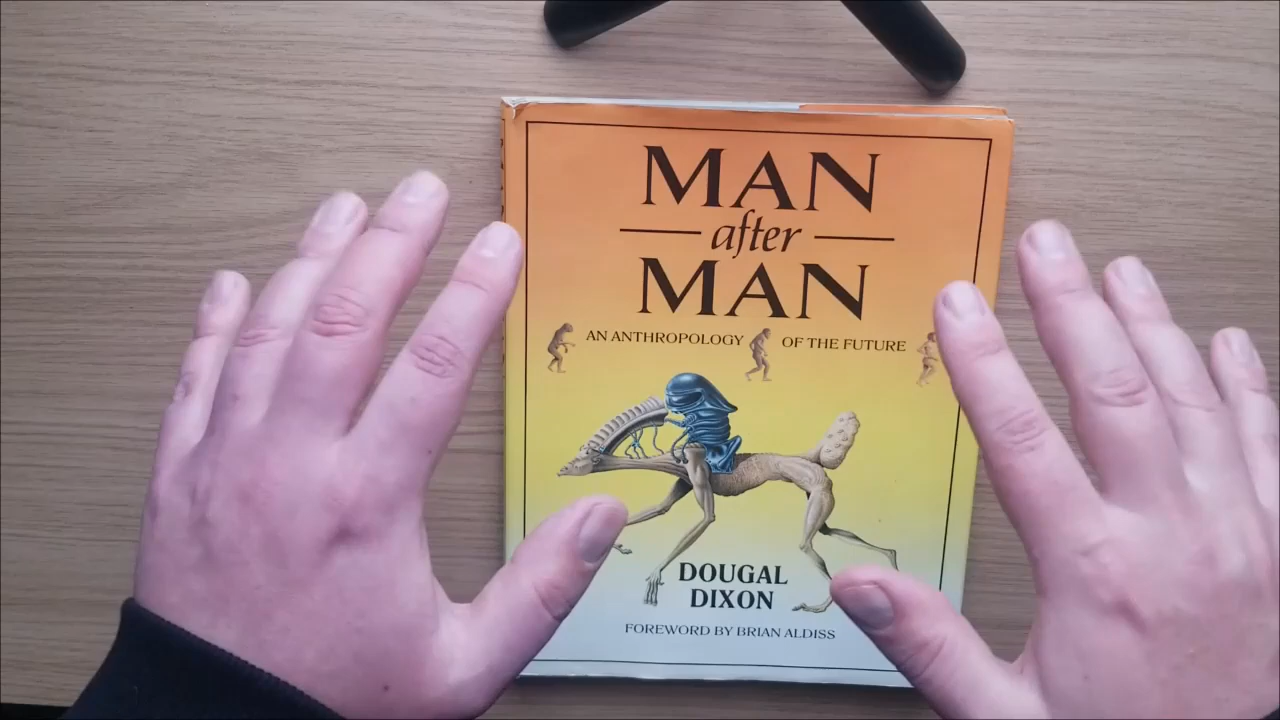 MAN
after
MAN
AN ANTHROPOLOGY OF THE FUTURE
DOUGAL
DIXON
FOREWORD BY BRIAN ALDISS